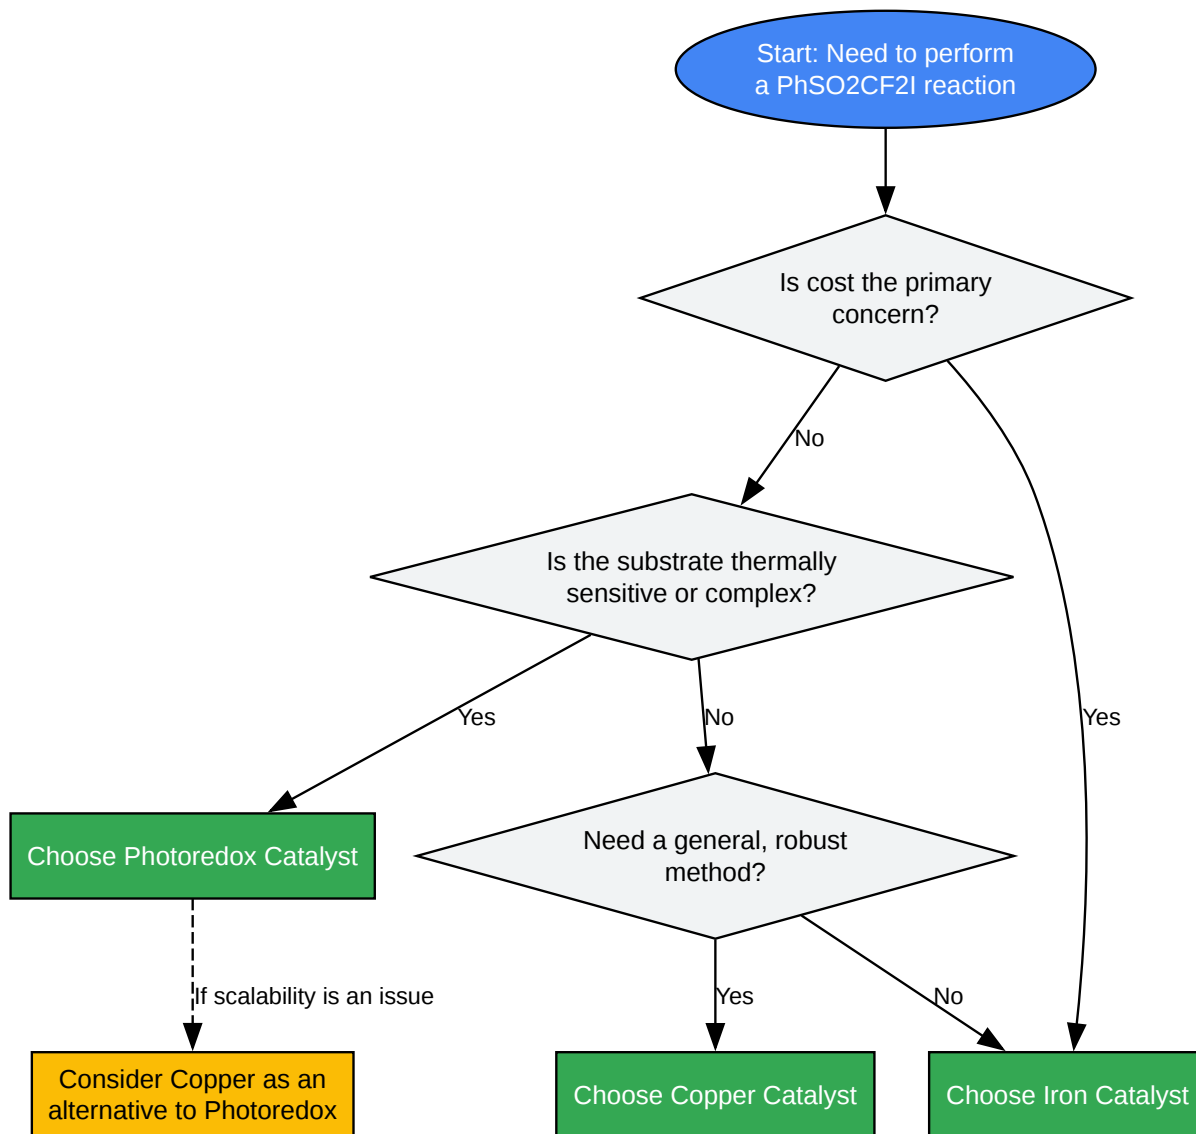 Start: Need to perform
a PhSO2CF2I reaction
Is cost the primary
concern?
No
Is the substrate thermally
sensitive or complex?
Yes
No
Yes
Choose Photoredox Catalyst
Need a general, robust
method?
If scalability is an issue
Yes
No
Consider Copper as an
alternative to Photoredox
Choose Copper Catalyst
Choose Iron Catalyst